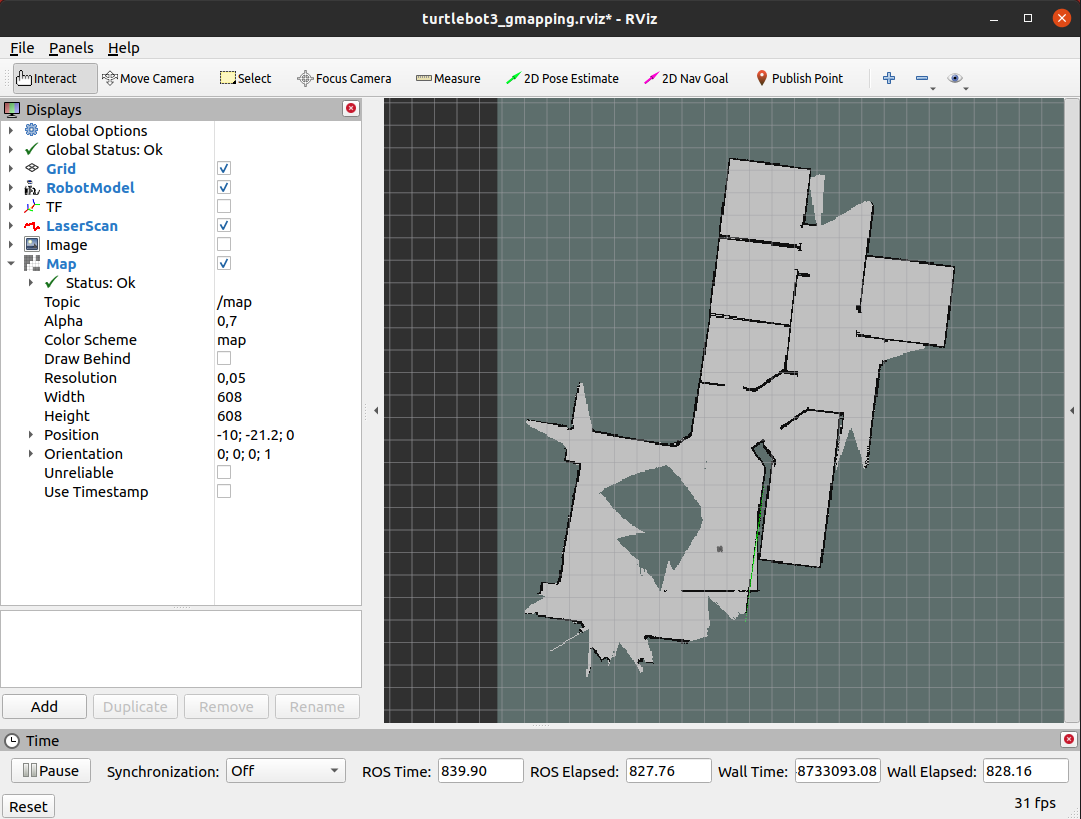 turtlebot3_gmapping.rviz* - RViz
File Panels Help
Interact Move Camera Select Focus Camera Measure 2D Pose Estimate 2D Nav Goal Publish Point
Displays
Global Options
Global Status: Ok
Grid
RobotModel
TF
LaserScan
Image
Map
Status: Ok
Topic /map
Alpha 0,7
Color Scheme map
Draw Behind
Resolution 0,05
Width 608
Height 608
Position -10; -21.2; 0
Orientation 0; 0; 0; 1
Unreliable
Use Timestamp
Add Duplicate Remove Rename
Time
Pause Synchronization: Off ROS Time: 839.90 ROS Elapsed: 827.76 Wall Time: 8733093.08 Wall Elapsed: 828.16
Reset 31 fps